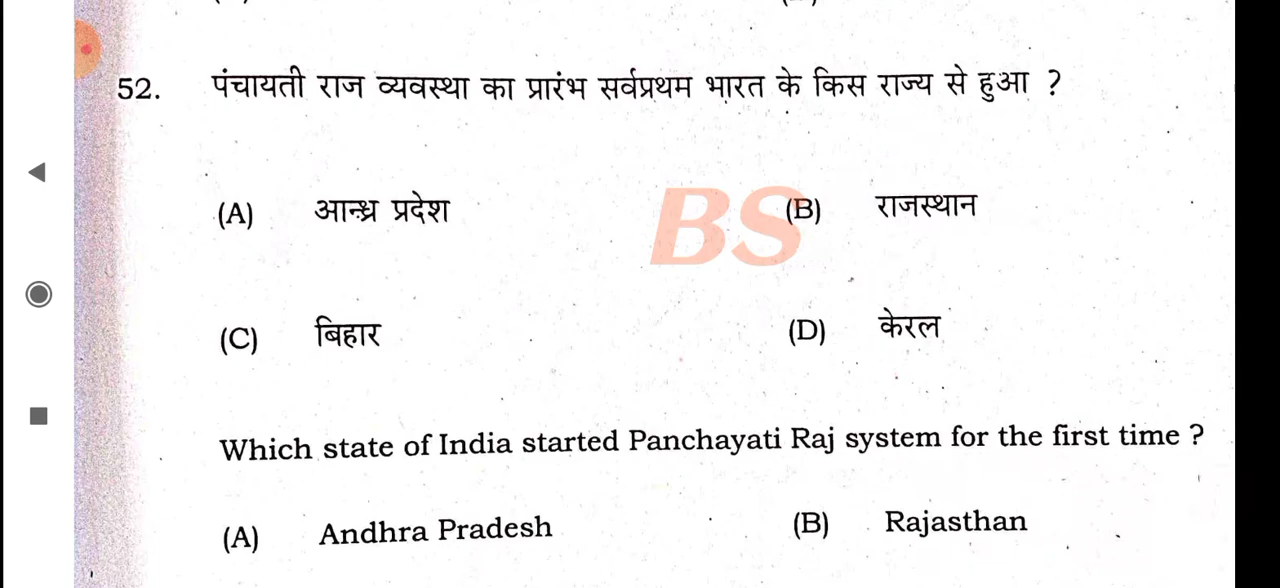 52. पंचायती राज व्यवस्था का प्रारंभ सर्वप्रथम भारत के किस राज्य से हुआ ?
(A) आन्ध्र प्रदेश (B) राजस्थान
BS
(C) बिहार (D) केरल
Which state of India started Panchayati Raj system for the first time ?
(A) Andhra Pradesh (B) Rajasthan